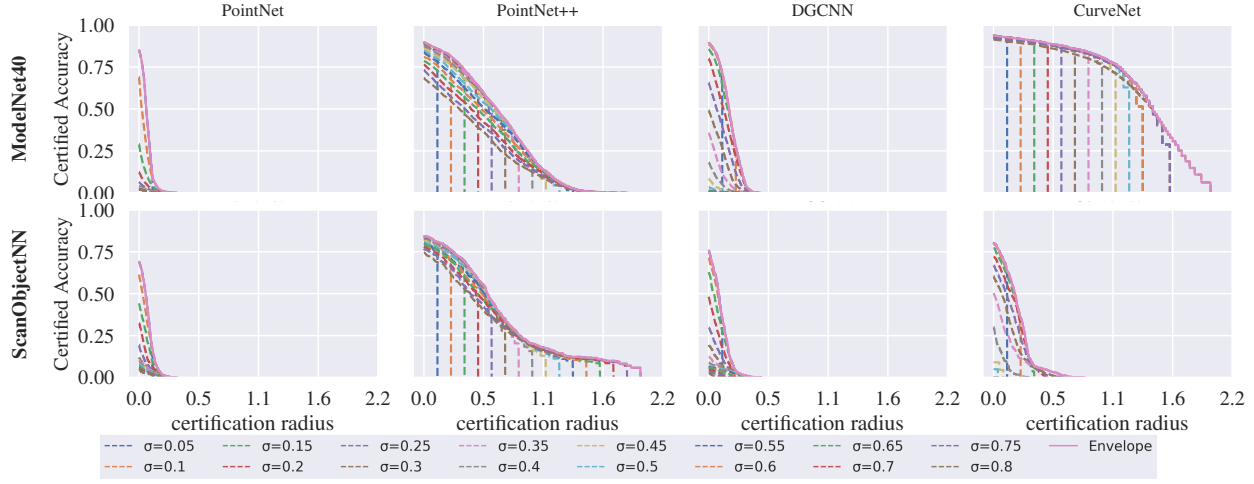 PointNet PointNet++ DGCNN CurveNet
ModelNet40
Certified Accuracy
1.00
0.75
0.50
0.25
0.00
ScanObjectNN
Certified Accuracy
1.00
0.75
0.50
0.25
0.00
0.0 0.5 1.1 1.6 2.2 0.0 0.5 1.1 1.6 2.2 0.0 0.5 1.1 1.6 2.2 0.0 0.5 1.1 1.6 2.2
certification radius certification radius certification radius certification radius
σ=0.05 σ=0.15 σ=0.25 σ=0.35 σ=0.45 σ=0.55 σ=0.65 σ=0.75 Envelope
σ=0.1 σ=0.2 σ=0.3 σ=0.4 σ=0.5 σ=0.6 σ=0.7 σ=0.8